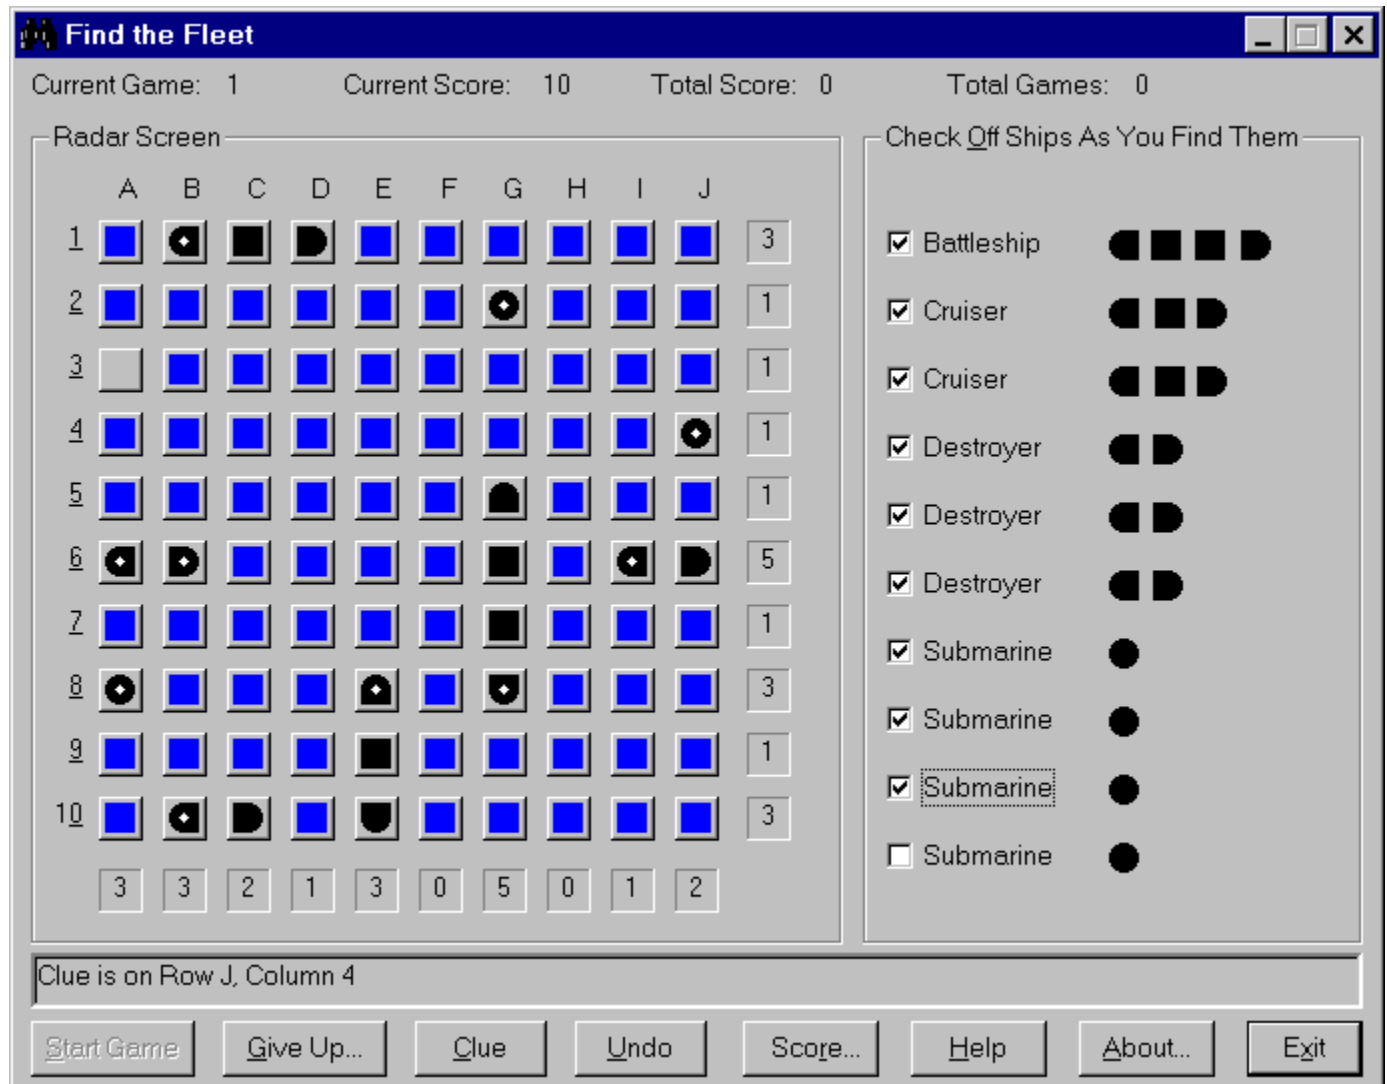 Find the Fleet
Current Game: 1 Current Score: 10 Total Score: 0 Total Games: 0
Radar Screen
A B C D E F G H I J
1 3
2 1
3 1
4 1
5 1
6 5
7 1
8 3
9 1
10 3
3 3 2 1 3 0 5 0 1 2
Check Off Ships As You Find Them
Battleship
Cruiser
Cruiser
Destroyer
Destroyer
Destroyer
Submarine
Submarine
Submarine
Submarine
Clue is on Row J, Column 4
Start Game Give Up... Clue Undo Score... Help About... Exit